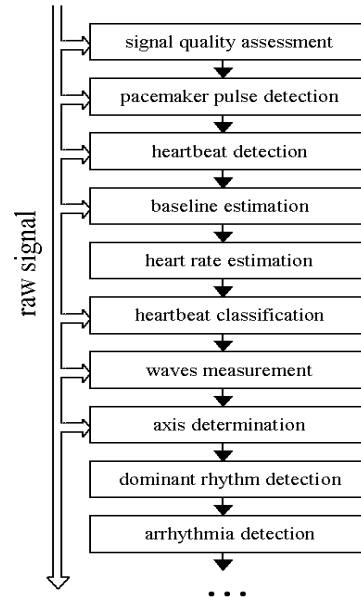 signal quality assessment
pacemaker pulse detection
heartbeat detection
baseline estimation
heart rate estimation
heartbeat classification
waves measurement
axis determination
dominant rhythm detection
arrhythmia detection
...
raw signal